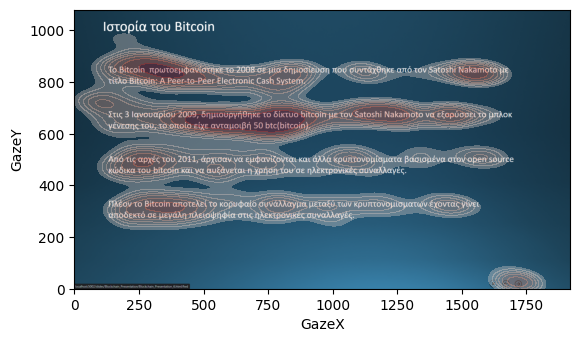 Ιστορία του Bitcoin
Το Bitcoin πρωτοεμφανίστηκε το 2008 σε μια δημοσίευση που συντάχθηκε από τον Satoshi Nakamoto με
τίτλο Bitcoin: A Peer-to-Peer Electronic Cash System.
Στις 3 Ιανουαρίου 2009, δημιουργήθηκε το δίκτυο bitcoin με τον Satoshi Nakamoto να εξορύσσει το μπλοκ
γένεσης του, το οποίο είχε ανταμοιβή 50 btc(bitcoin).
Από τις αρχές του 2011, άρχισαν να εμφανίζονται και άλλα κρυπτονομίσματα βασισμένα στον open source
κώδικα του bitcoin και να αυξάνεται η χρήση του σε ηλεκτρονικές συναλλαγές.
Πλέον το Bitcoin αποτελεί το κορυφαίο συνάλλαγμα μεταξύ των κρυπτονομισμάτων έχοντας γίνει
αποδεκτό σε μεγάλη πλειοψηφία στις ηλεκτρονικές συναλλαγές.
GazeY
1000
800
600
400
200
0
0 250 500 750 1000 1250 1500 1750
GazeX